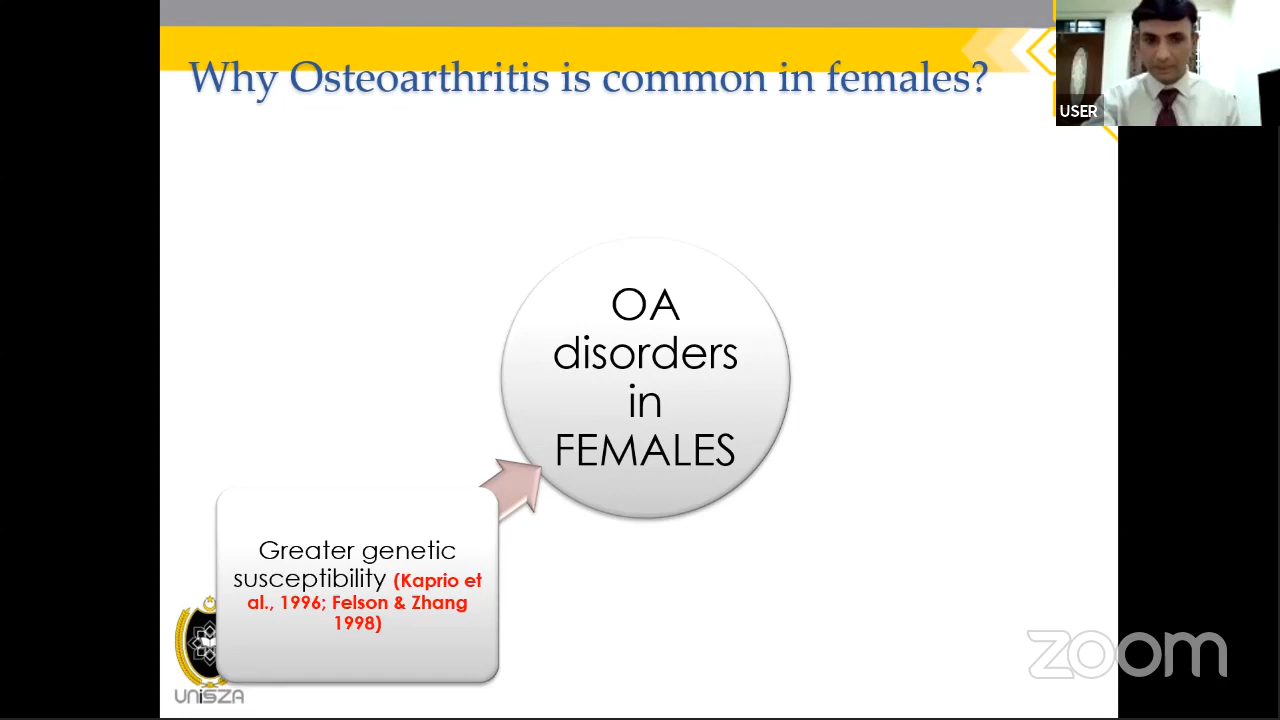 Why Osteoarthritis is common in females?
USER
OA
disorders
in
FEMALES
Greater genetic
susceptibility (Kaprio et
al., 1996; Felson & Zhang
1998)
UNiSZA
zoom